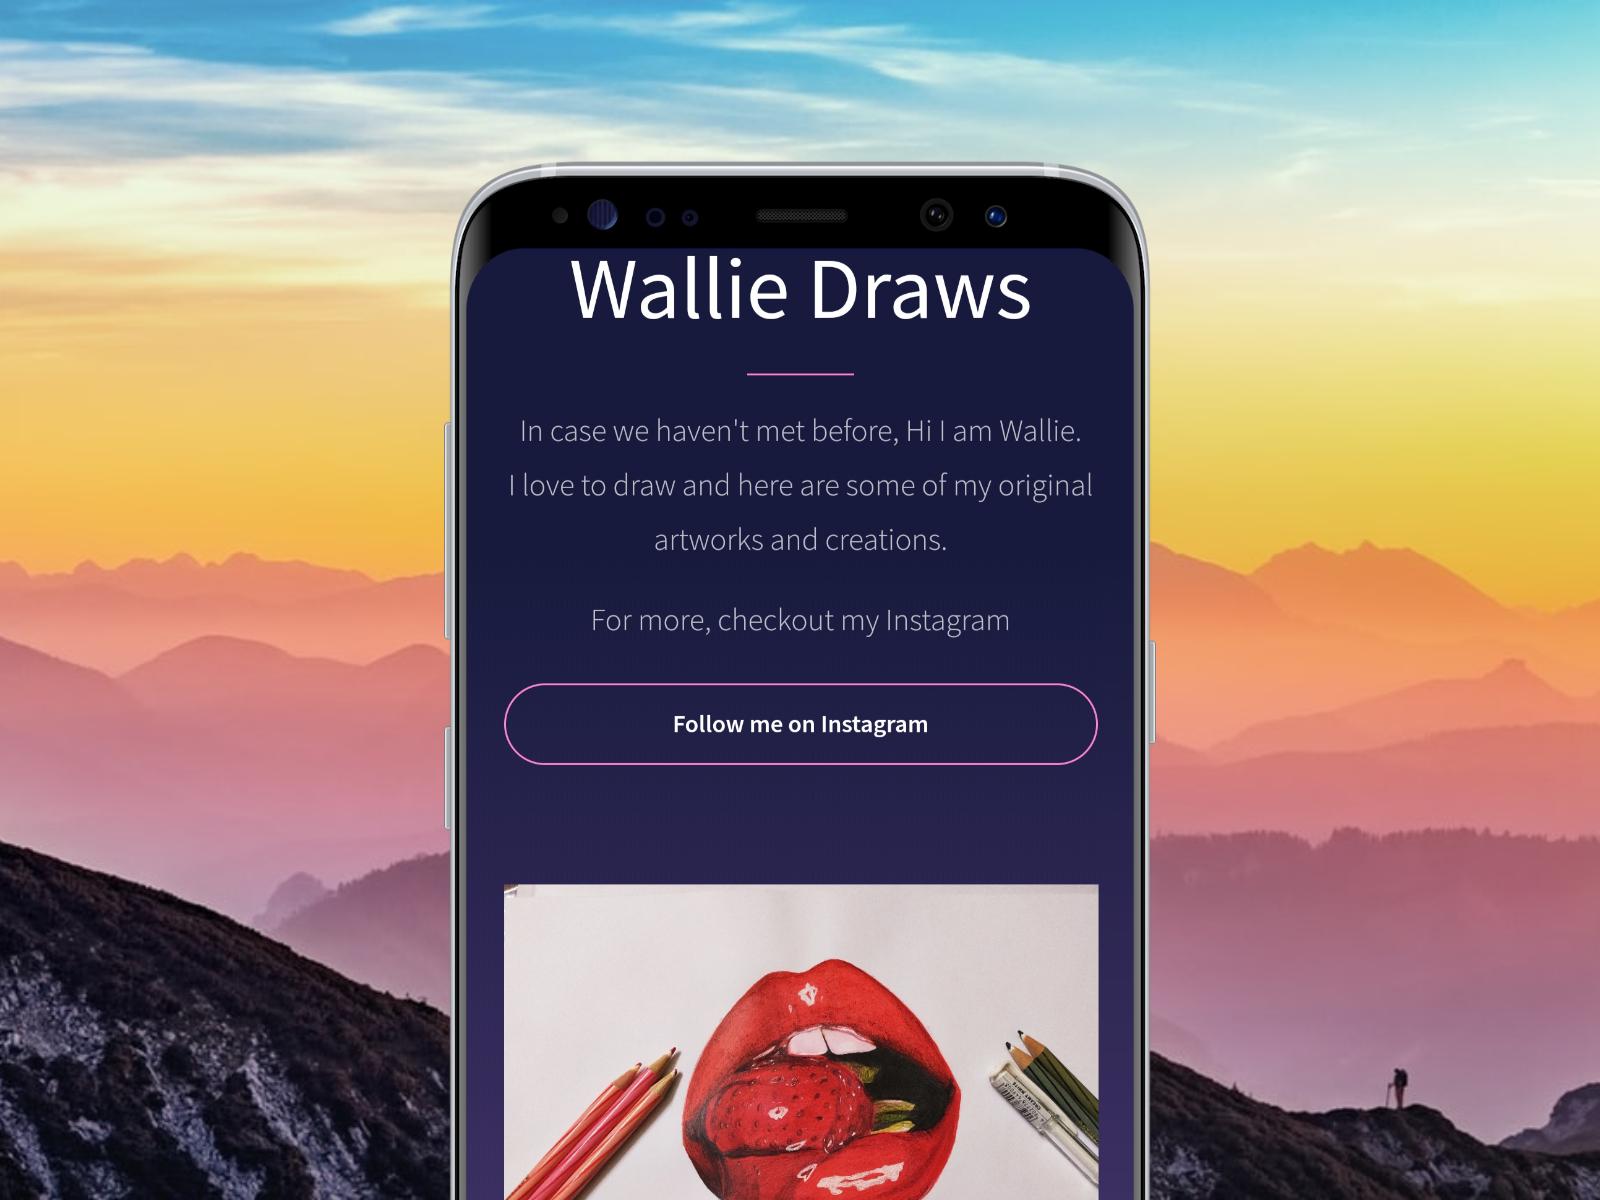 Wallie Draws
In case we haven't met before, Hi I am Wallie.
I love to draw and here are some of my original
artworks and creations.
For more, checkout my Instagram
Follow me on Instagram